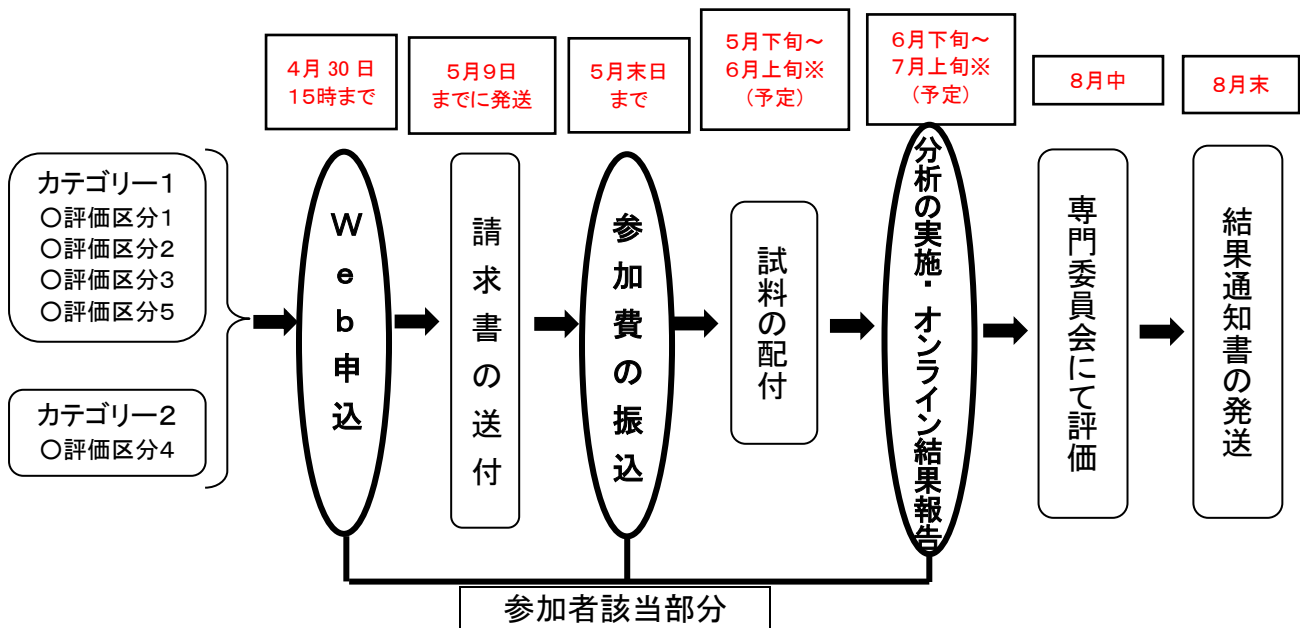 4月30日
15時まで
5月9日
までに発送
5月末日
まで
5月下旬～
6月上旬※
(予定)
6月下旬～
7月上旬※
(予定)
8月中
8月末
カテゴリー1
○評価区分1
○評価区分2
○評価区分3
○評価区分5
カテゴリー2
○評価区分4
Web申込
請求書の送付
参加費の振込
試料の配付
分析の実施・オンライン結果報告
専門委員会にて評価
結果通知書の発送
参加者該当部分